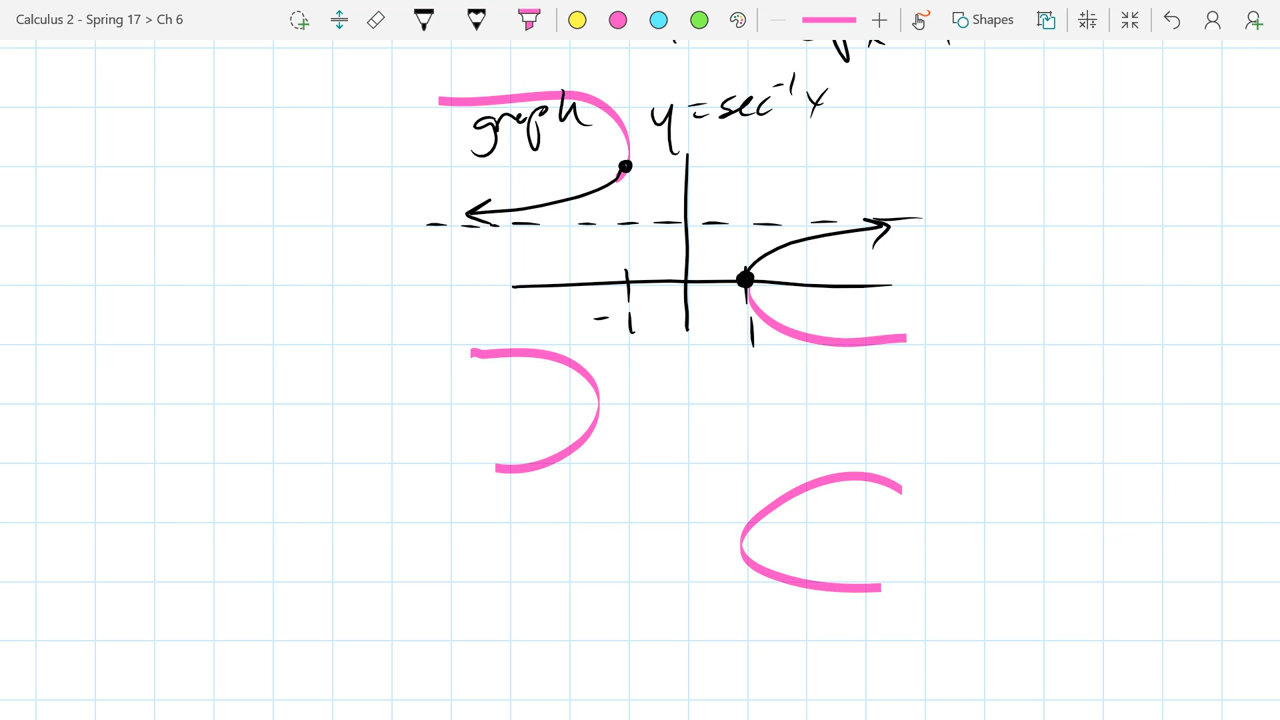 Calculus 2 - Spring 17 > Ch 6
Shapes
graph y = sec⁻¹ x
-1
1